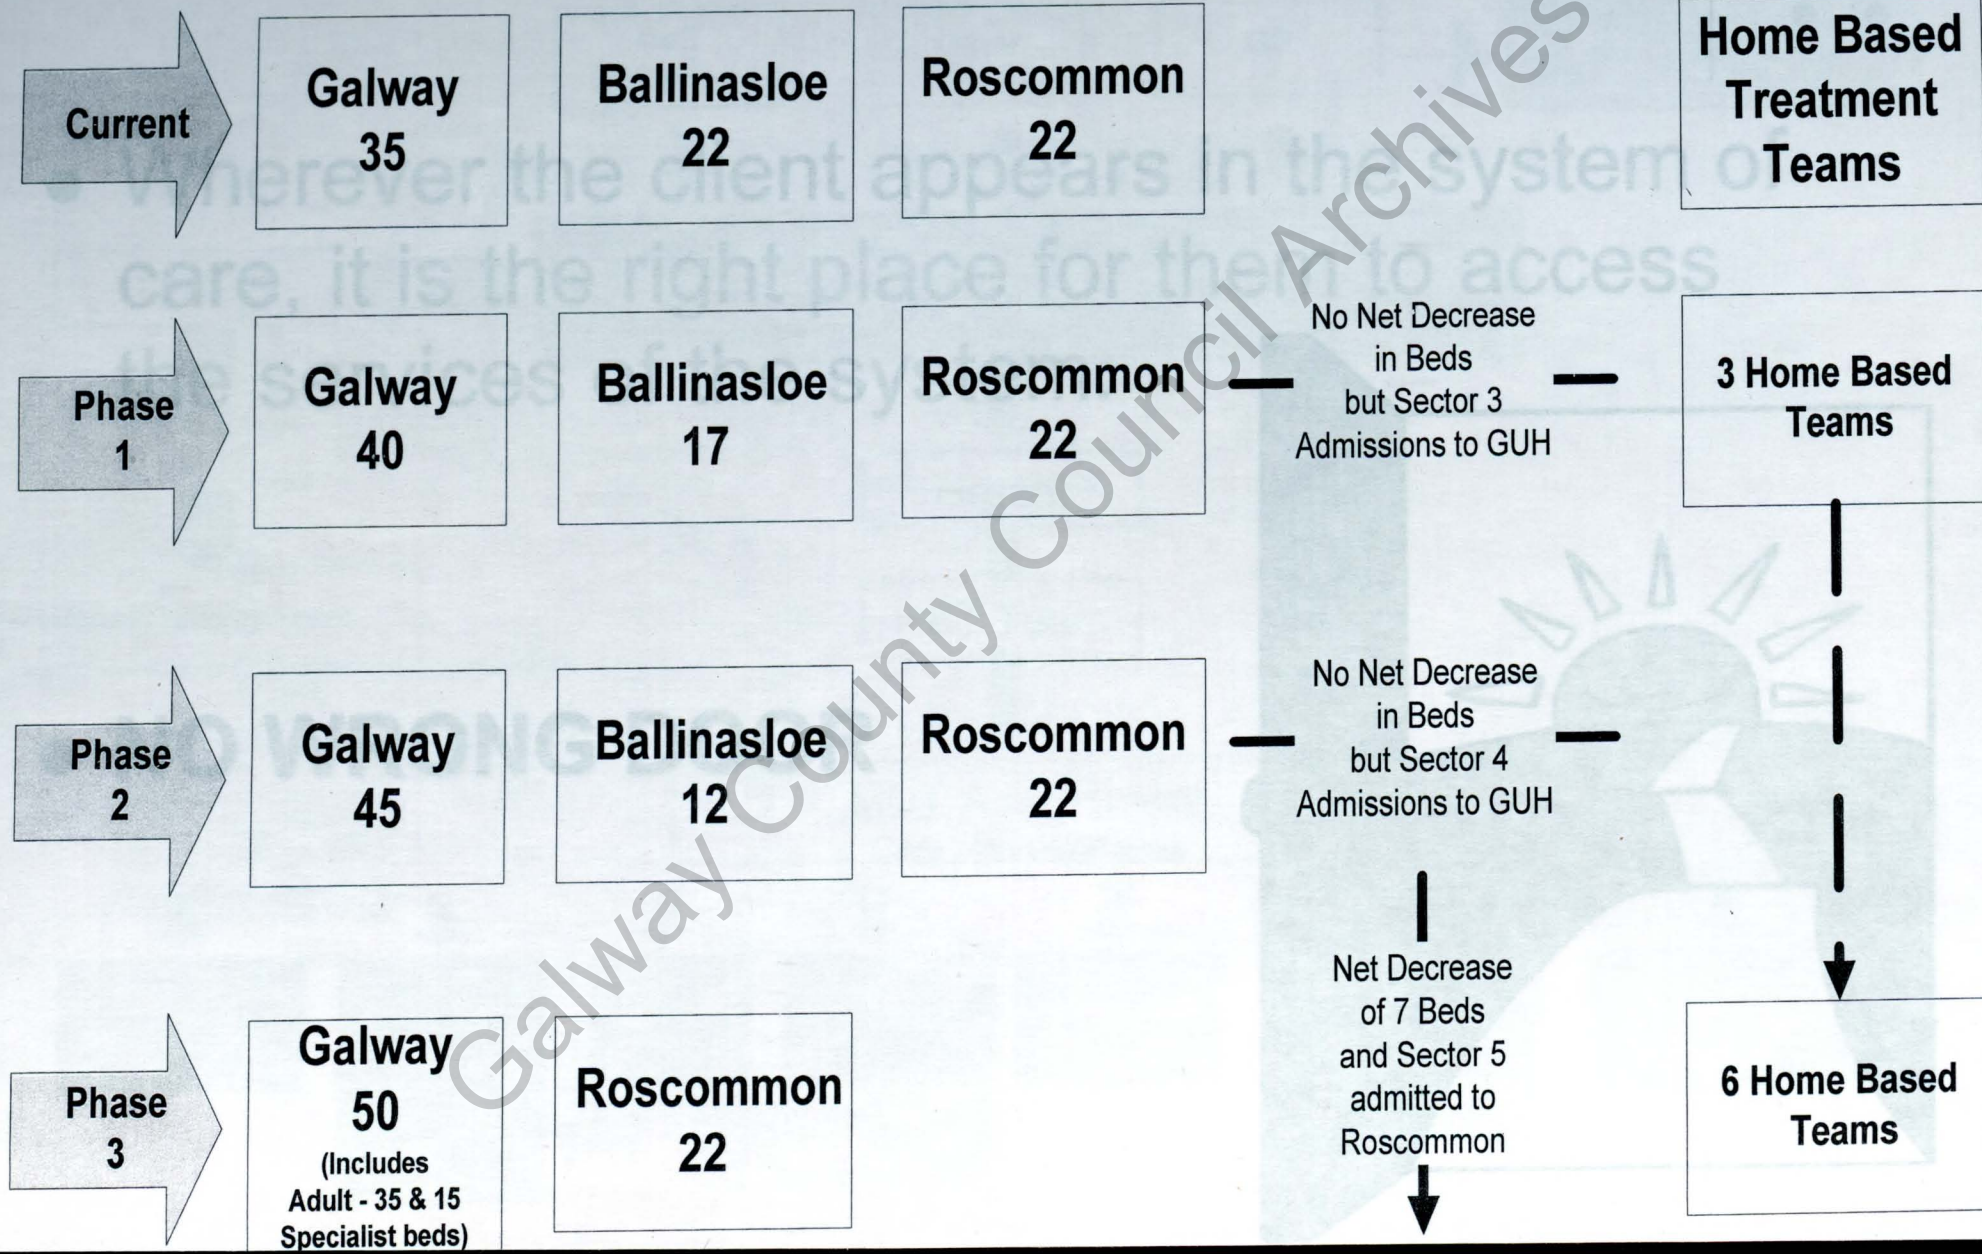 Current
Galway
35
Ballinasloe
22
Roscommon
22
Home Based
Treatment
Teams
Phase
1
Galway
40
Ballinasloe
17
Roscommon
22
No Net Decrease
in Beds
but Sector 3
Admissions to GUH
3 Home Based
Teams
Phase
2
Galway
45
Ballinasloe
12
Roscommon
22
No Net Decrease
in Beds
but Sector 4
Admissions to GUH
Phase
3
Galway
50
(Includes
Adult - 35 & 15
Specialist beds)
Roscommon
22
Net Decrease
of 7 Beds
and Sector 5
admitted to
Roscommon
6 Home Based
Teams
Galway County Council Archives
• Wherever the client appears in the system of
care, it is the right place for them to access
the services of the system.
NO WRONG DOOR